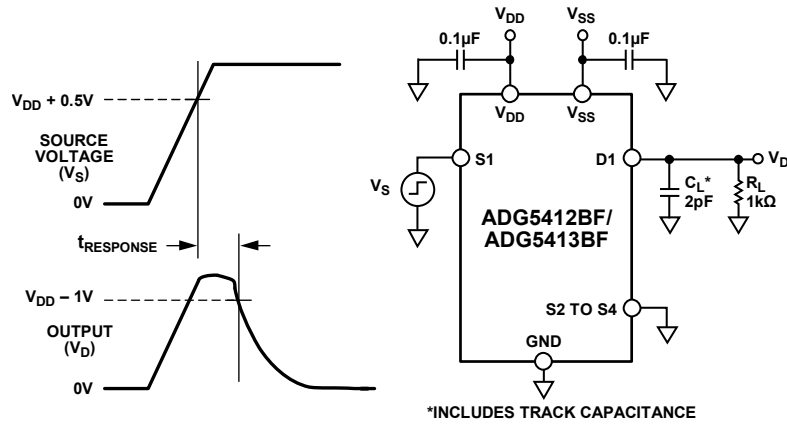 V_DD + 0.5V
SOURCE
VOLTAGE
(V_S)
0V
t_RESPONSE
V_DD – 1V
OUTPUT
(V_D)
0V
V_DD
V_SS
0.1µF
0.1µF
V_DD
V_SS
S1
D1
V_D
V_S
C_L*
2pF
R_L
1kΩ
ADG5412BF/
ADG5413BF
S2 TO S4
GND
*INCLUDES TRACK CAPACITANCE